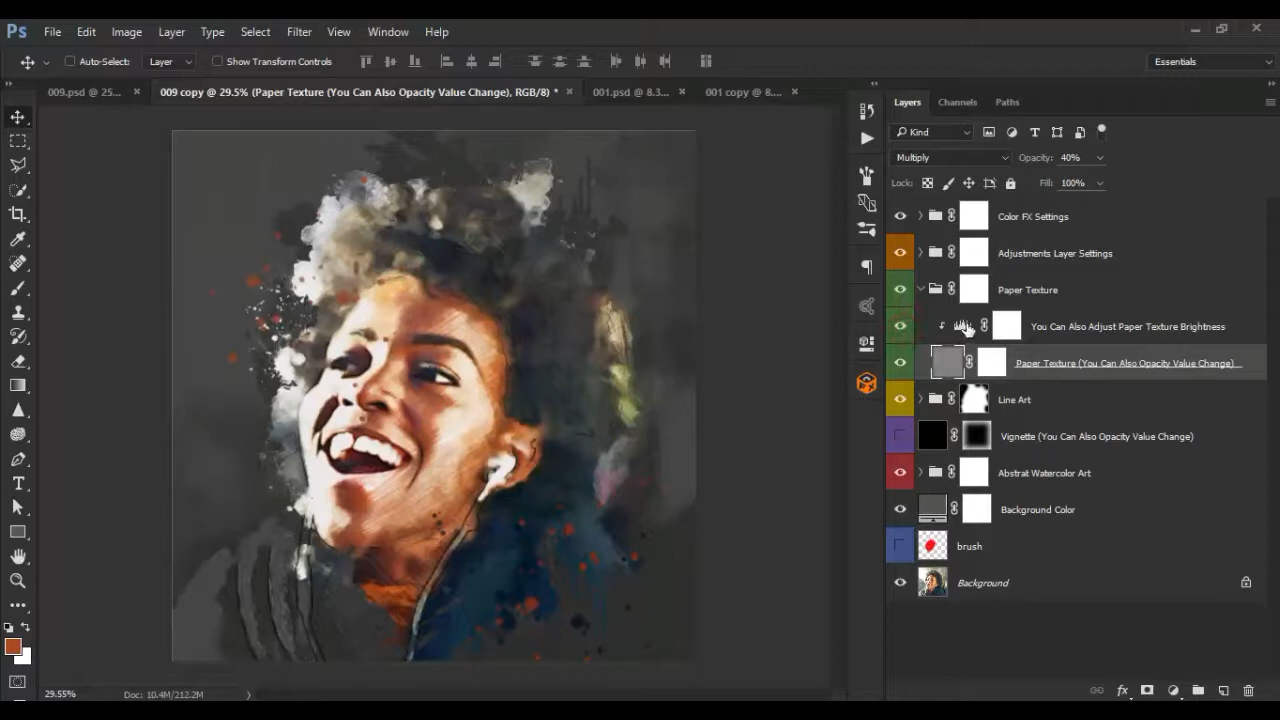 Ps File Edit Image Layer Type Select Filter 3D View Window Help
Auto-Select: Layer Show Transform Controls Essentials
009.psd @ 25... × 009 copy @ 29.5% (Paper Texture (You Can Also Opacity Value Change), RGB/8) * × 001.psd @ 8.3... × 001 copy @ 8.... ×
Layers Channels Paths
Kind
Multiply Opacity: 40%
Lock: Fill: 100%
Color FX Settings
Adjustments Layer Settings
Paper Texture
You Can Also Adjust Paper Texture Brightness
Paper Texture (You Can Also Opacity Value Change)
Line Art
Vignette (You Can Also Opacity Value Change)
Abstrat Watercolor Art
Background Color
brush
Background
29.55% Doc: 10.4M/212.2M